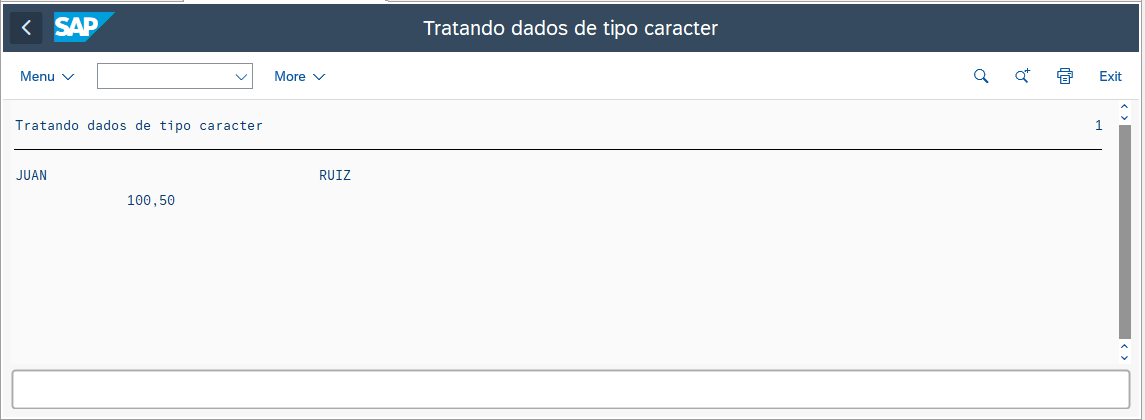 SAP Tratando dados de tipo caracter
Menu More Exit
Tratando dados de tipo caracter 1
JUAN RUIZ
100,50